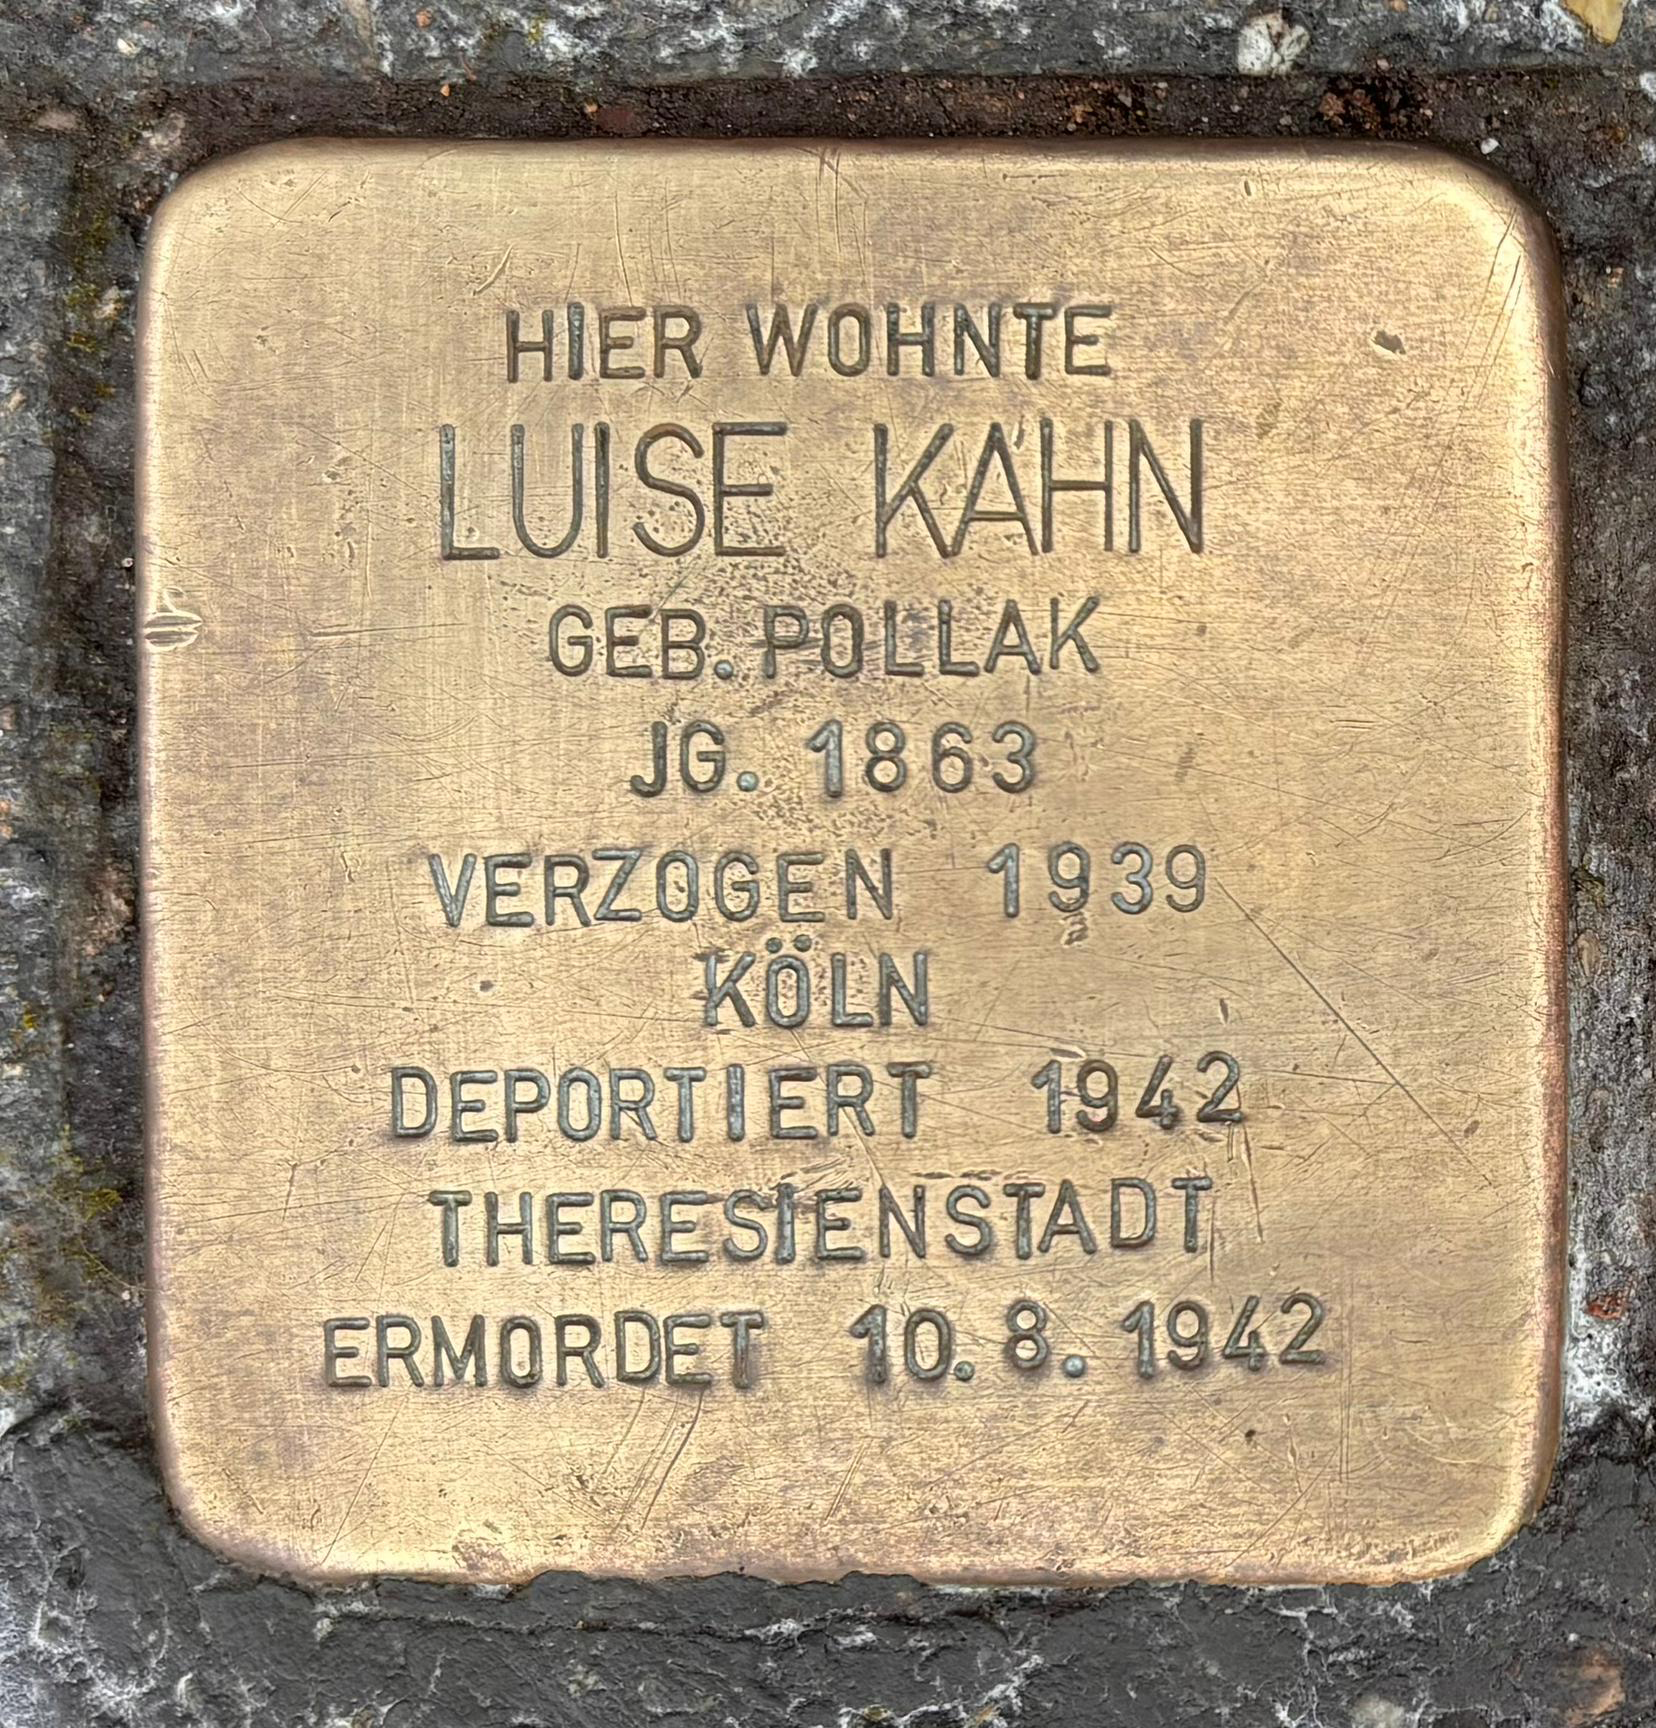 HIER WOHNTE
LUISE KAHN
GEB. POLLAK
JG. 1863
VERZOGEN 1939
KÖLN
DEPORTIERT 1942
THERESIENSTADT
ERMORDET 10.8.1942